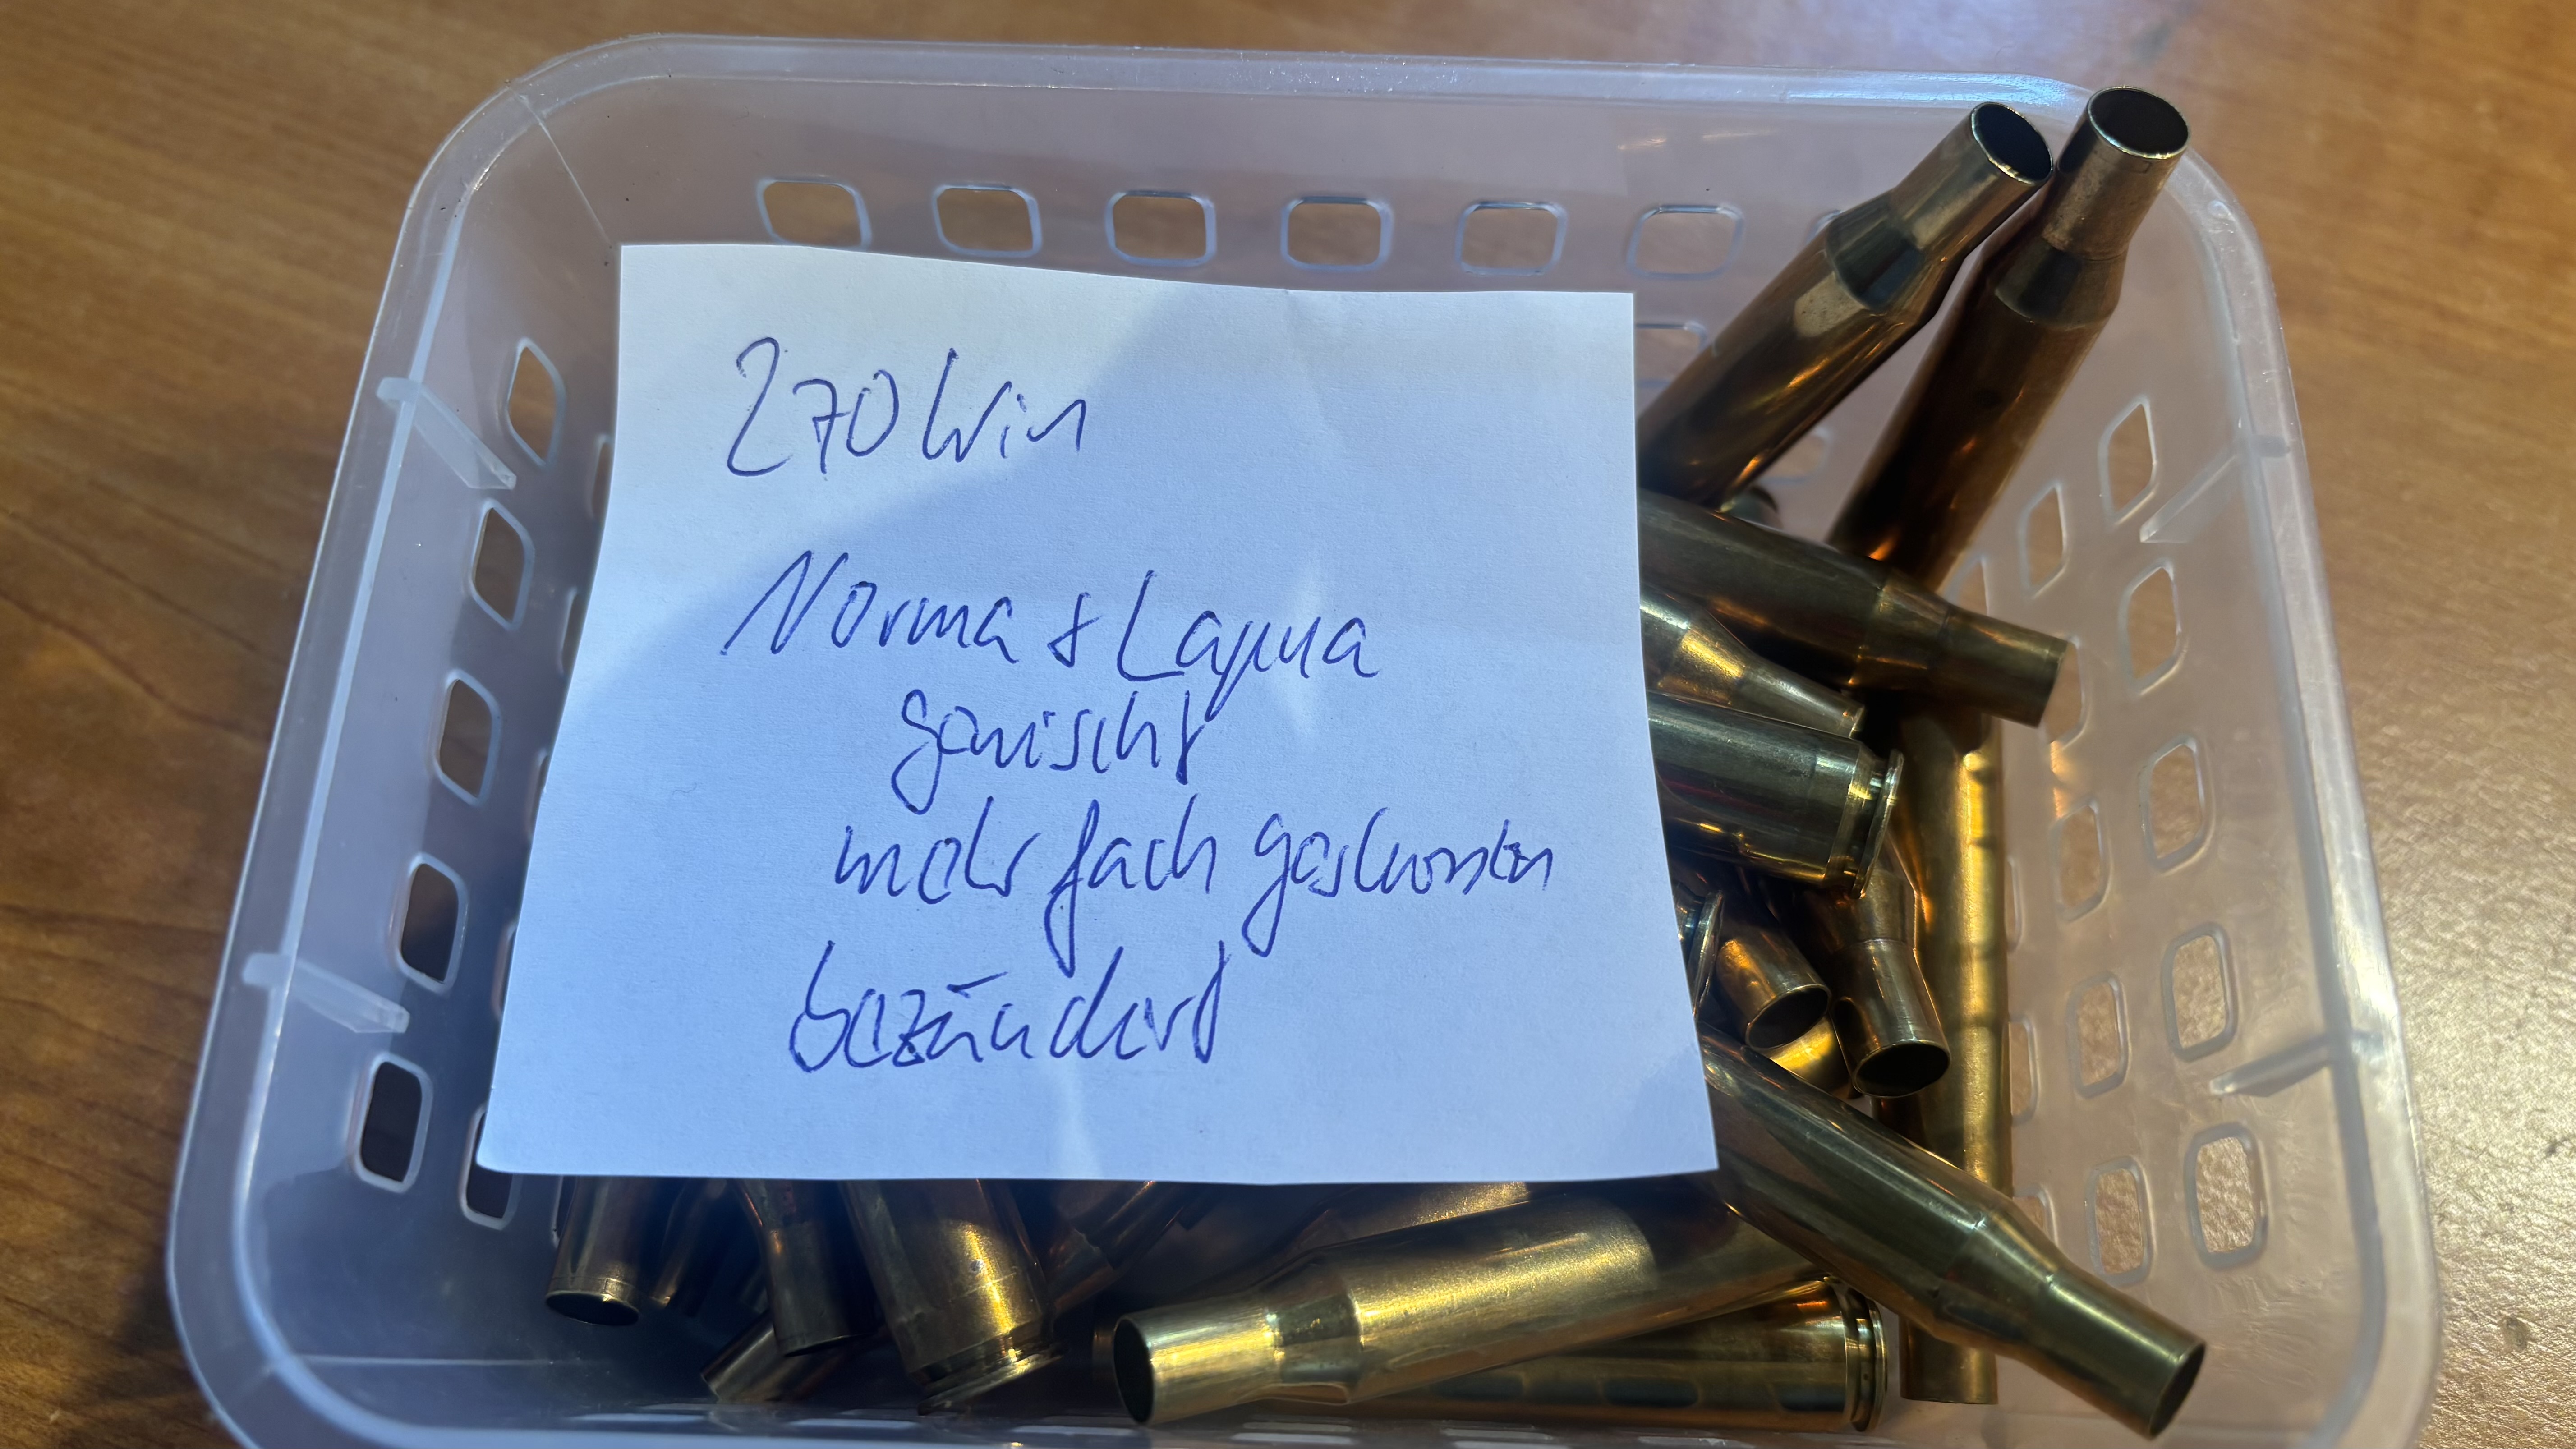 270 Win
Norma & Lapua
gemischt
mehrfach geschossen
bezündert